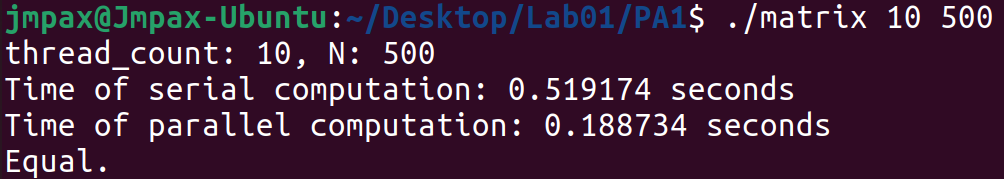 jmpax@Jmpax-Ubuntu:~/Desktop/Lab01/PA1$ ./matrix 10 500
thread_count: 10, N: 500
Time of serial computation: 0.519174 seconds
Time of parallel computation: 0.188734 seconds
Equal.